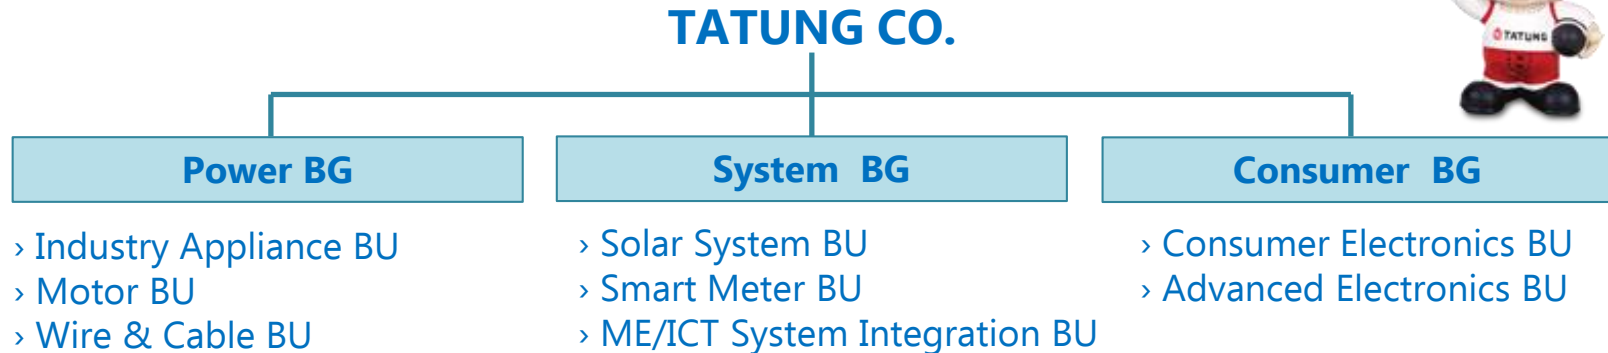 TATUNG CO.
TATUNG
Power BG
› Industry Appliance BU
› Motor BU
› Wire & Cable BU
System BG
› Solar System BU
› Smart Meter BU
› ME/ICT System Integration BU
Consumer BG
› Consumer Electronics BU
› Advanced Electronics BU